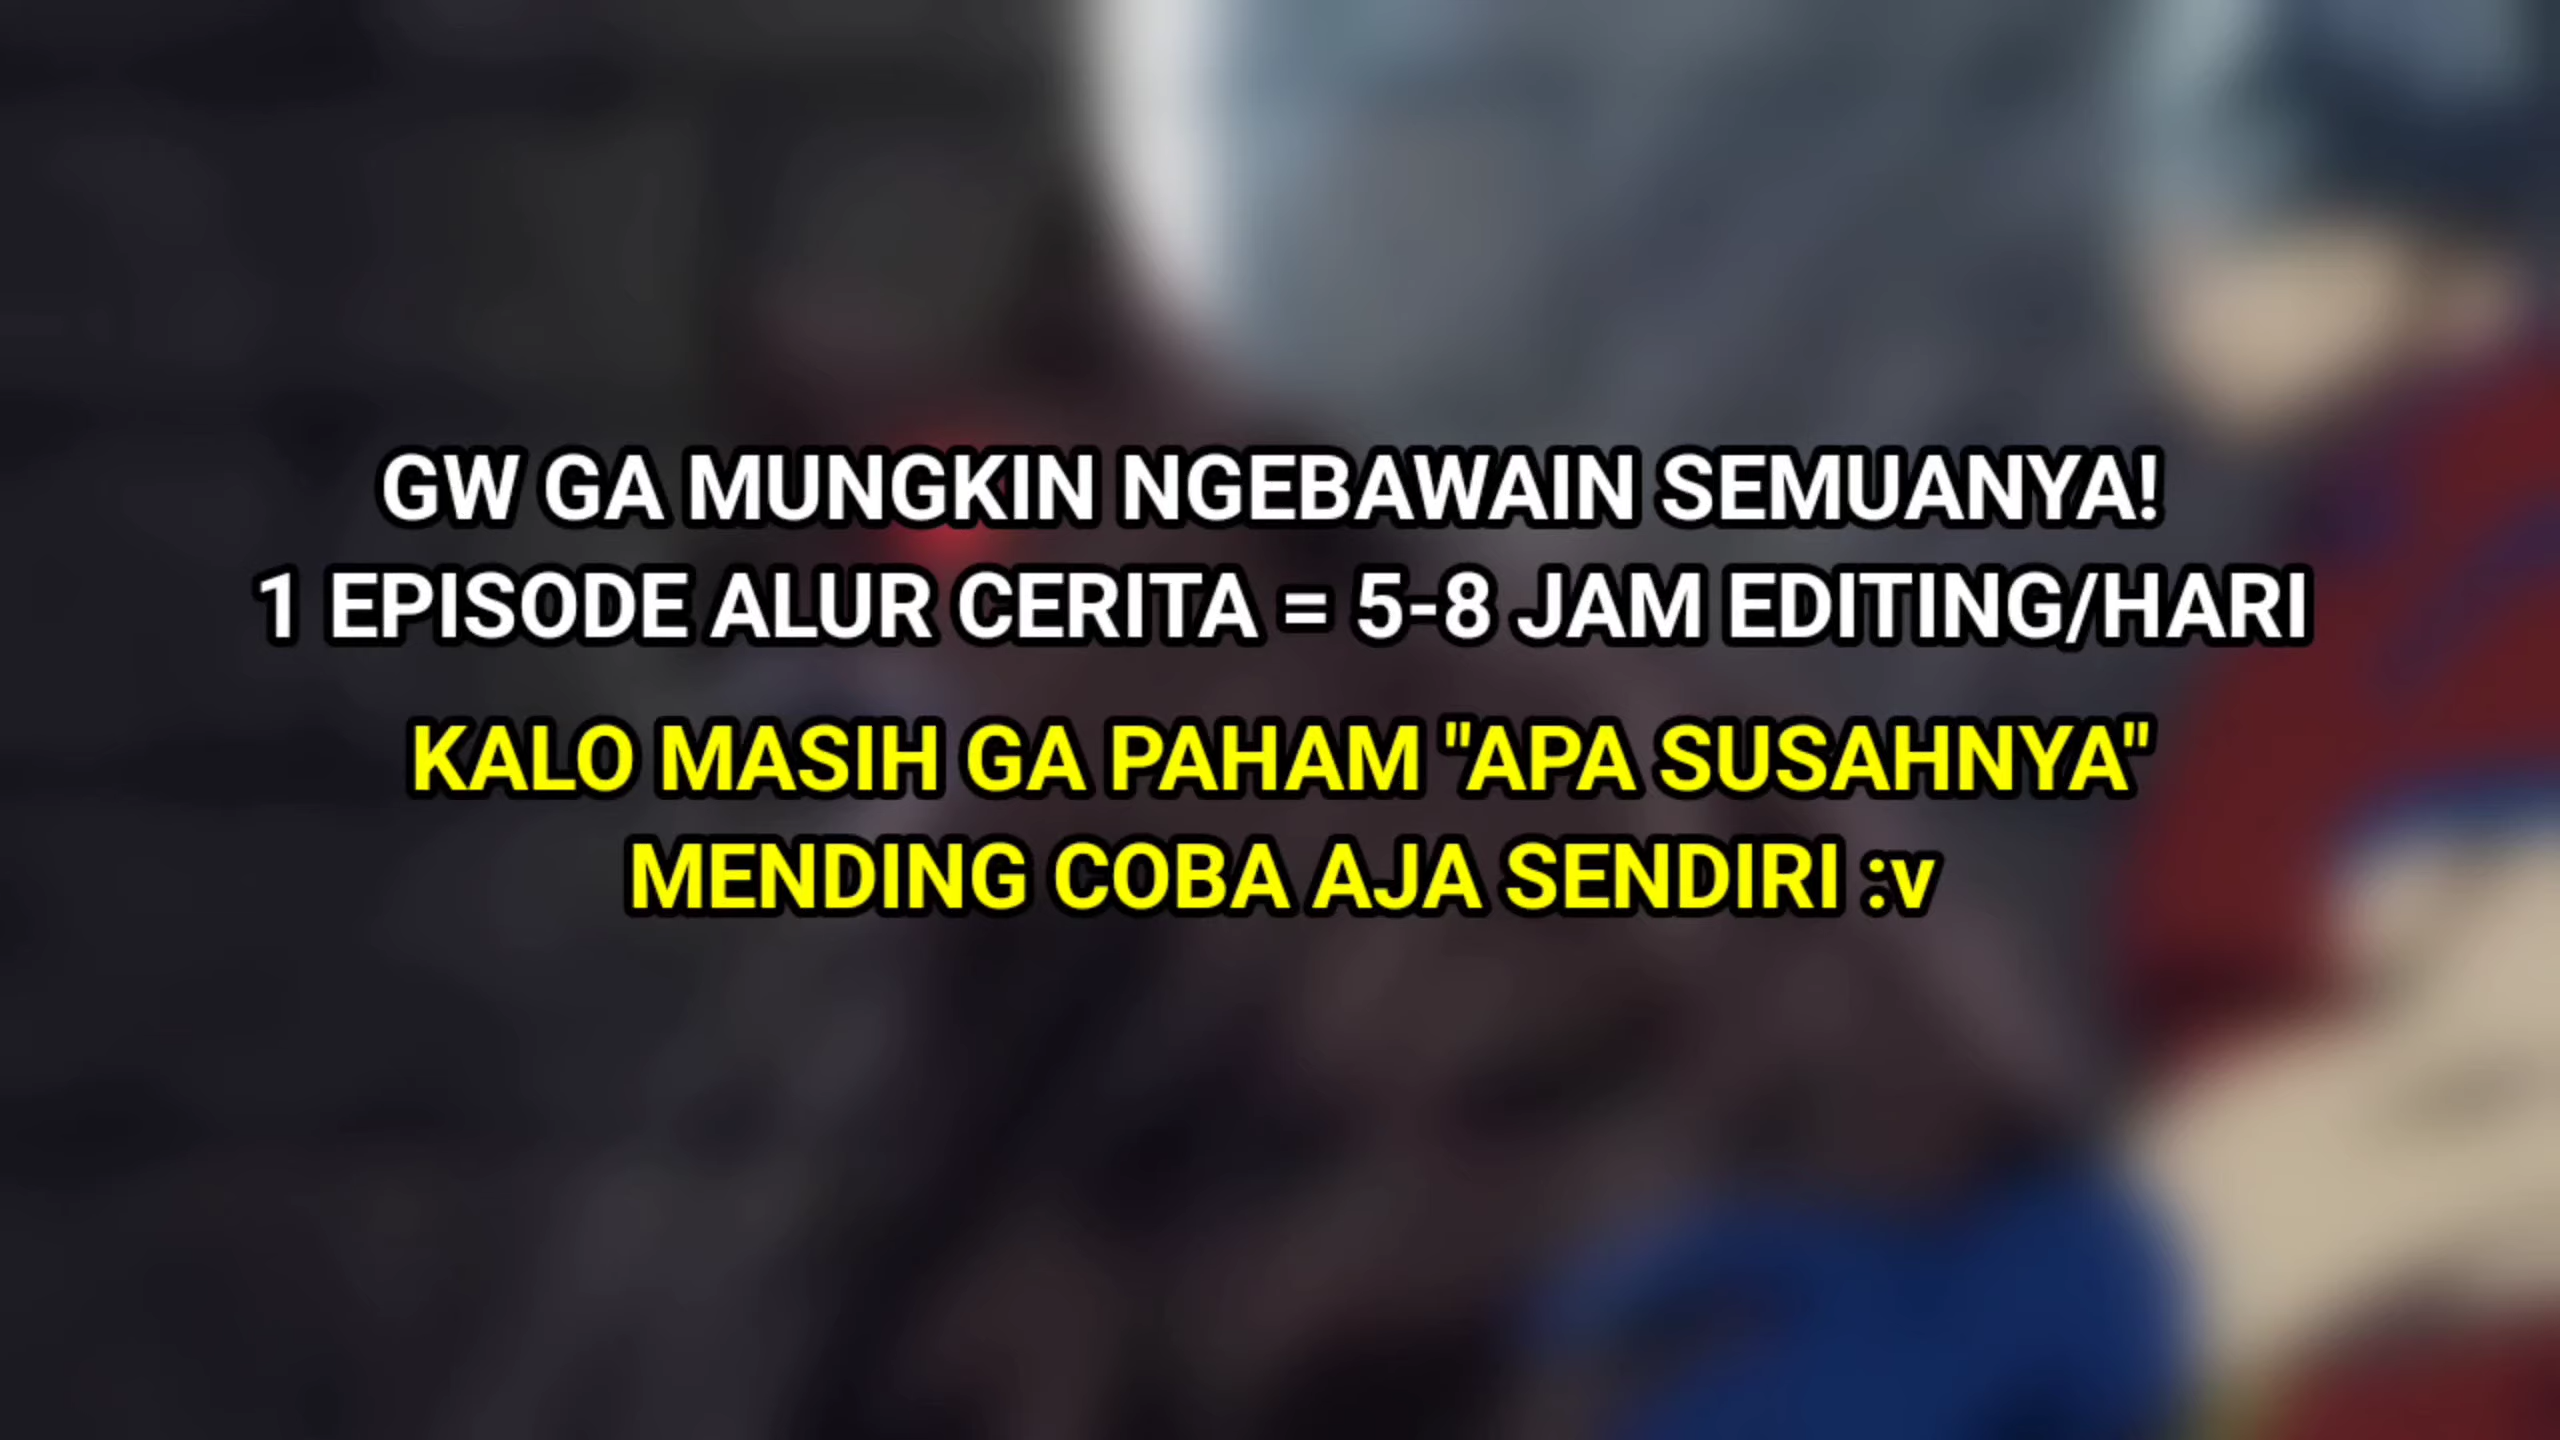 GW GA MUNGKIN NGEBAWAIN SEMUANYA!
1 EPISODE ALUR CERITA = 5-8 JAM EDITING/HARI
KALO MASIH GA PAHAM "APA SUSAHNYA"
MENDING COBA AJA SENDIRI :v